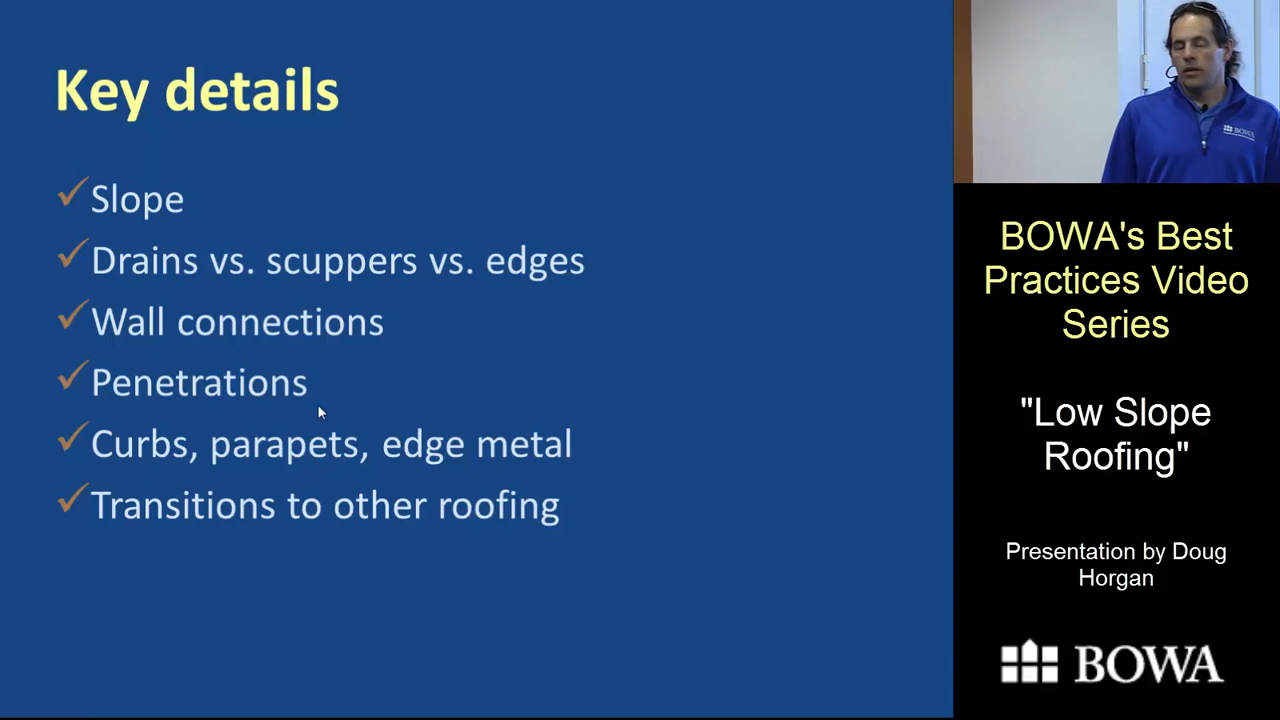 Key details
Slope
Drains vs. scuppers vs. edges
Wall connections
Penetrations
Curbs, parapets, edge metal
Transitions to other roofing
BOWA
BOWA's Best
Practices Video
Series
"Low Slope
Roofing"
Presentation by Doug
Horgan
BOWA